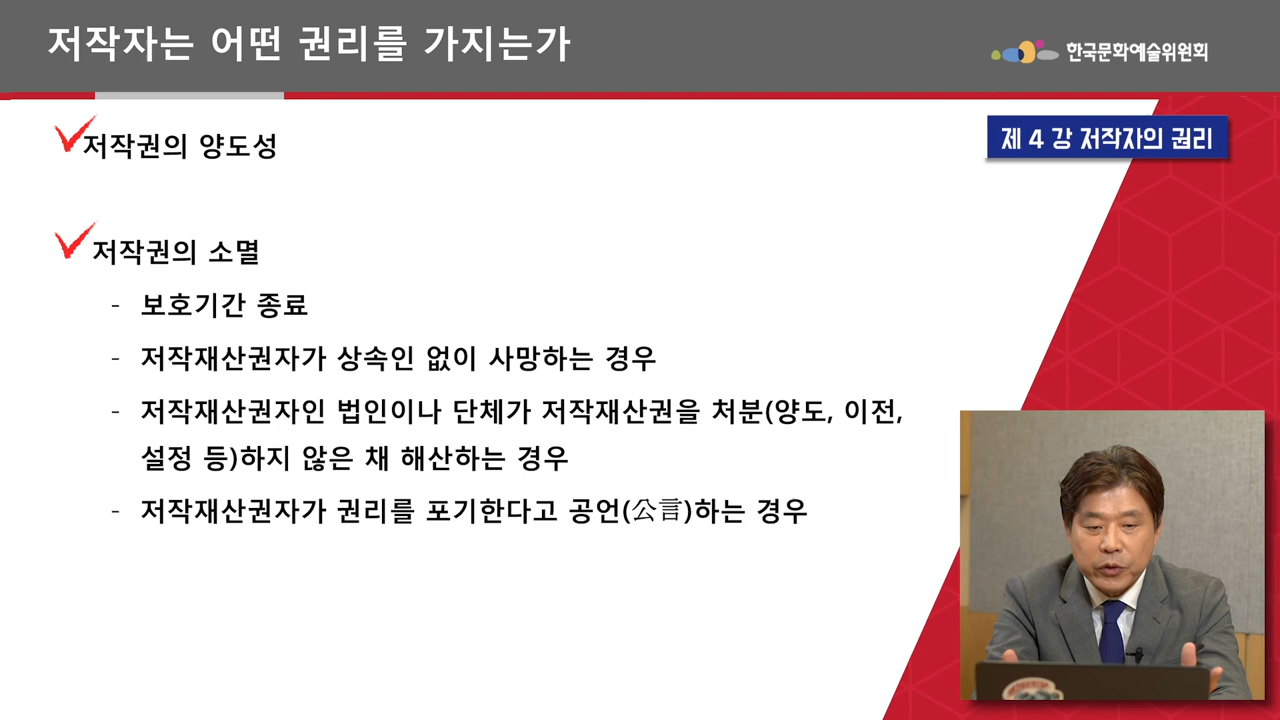 저작자는 어떤 권리를 가지는가
한국문화예술위원회
제 4 강 저작자의 권리
저작권의 양도성
저작권의 소멸
- 보호기간 종료
- 저작재산권자가 상속인 없이 사망하는 경우
- 저작재산권자인 법인이나 단체가 저작재산권을 처분(양도, 이전,
설정 등)하지 않은 채 해산하는 경우
- 저작재산권자가 권리를 포기한다고 공언(公言)하는 경우